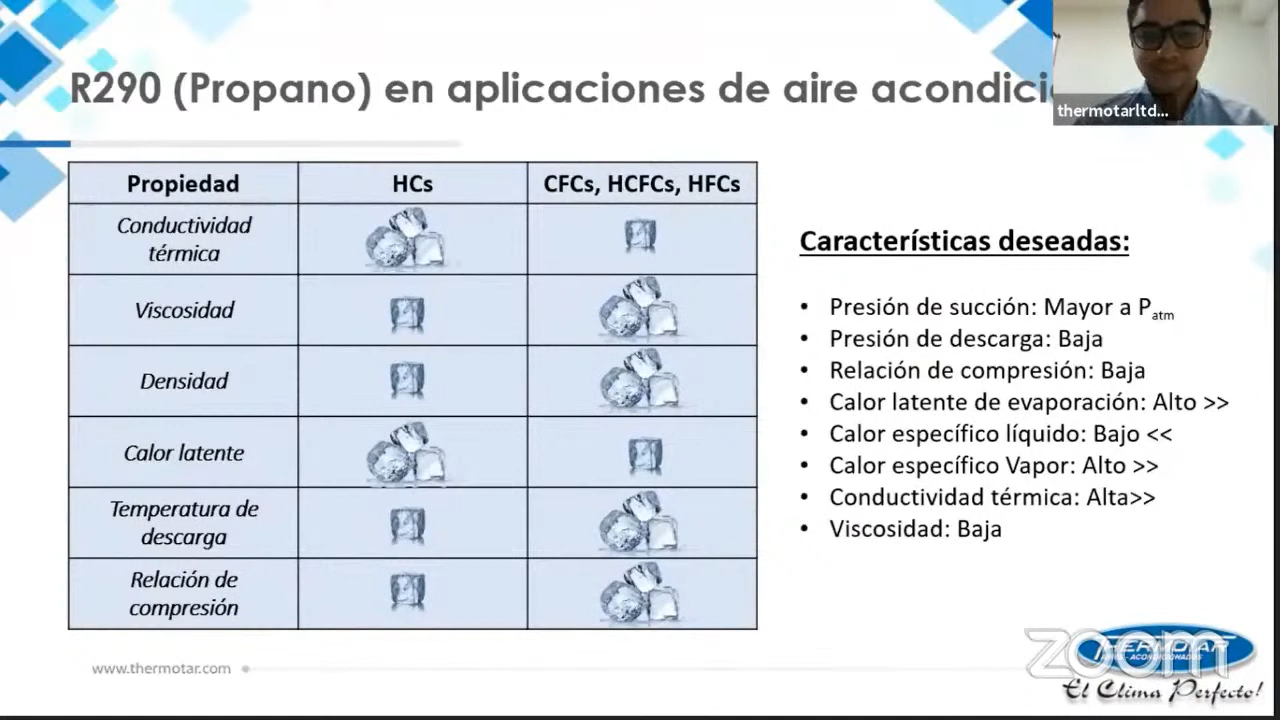 R290 (Propano) en aplicaciones de aire acondici
thermotarltd...
Propiedad
HCs
CFCs, HCFCs, HFCs
Conductividad
térmica
Viscosidad
Densidad
Calor latente
Temperatura de
descarga
Relación de
compresión
Características deseadas:
• Presión de succión: Mayor a Patm
• Presión de descarga: Baja
• Relación de compresión: Baja
• Calor latente de evaporación: Alto >>
• Calor específico líquido: Bajo <<
• Calor específico Vapor: Alto >>
• Conductividad térmica: Alta>>
• Viscosidad: Baja
www.thermotar.com
zoom
THERMOTAR
El Clima Perfecto!